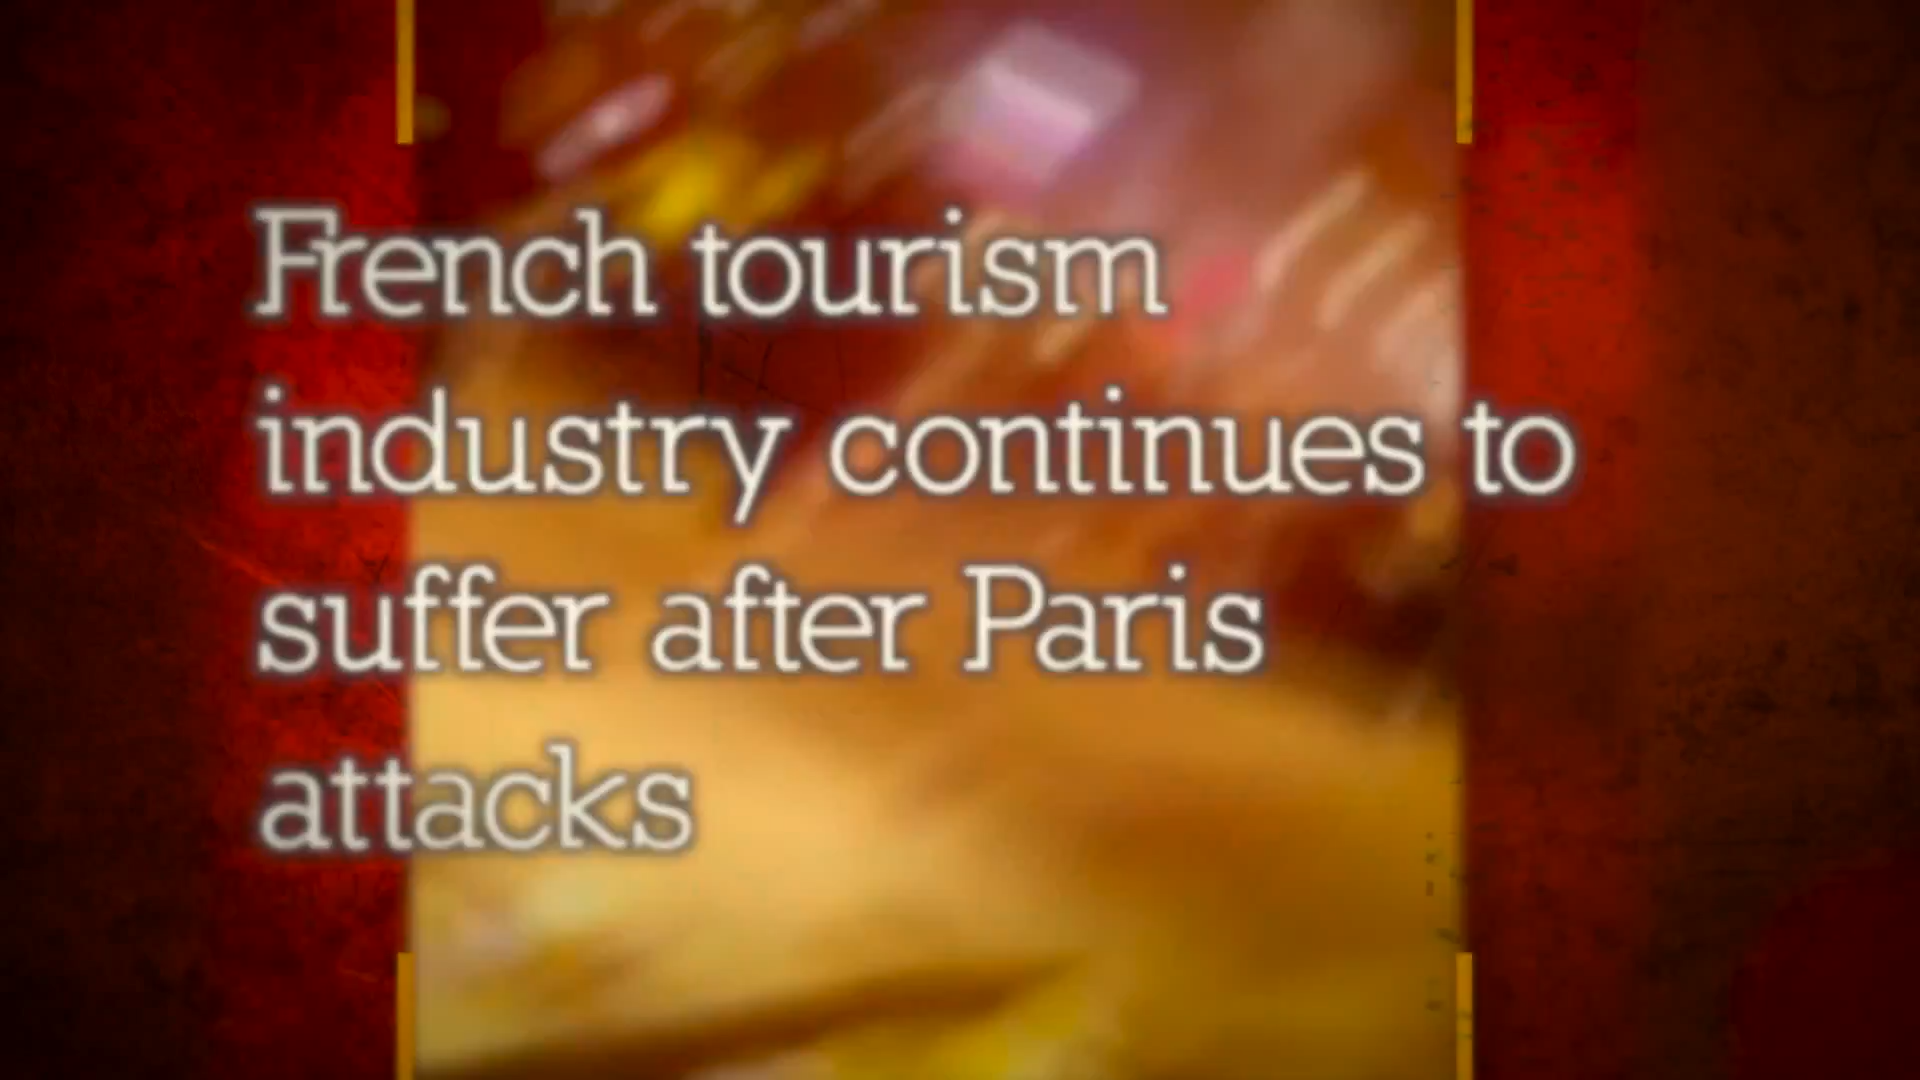 French tourism
industry continues to
suffer after Paris
attacks